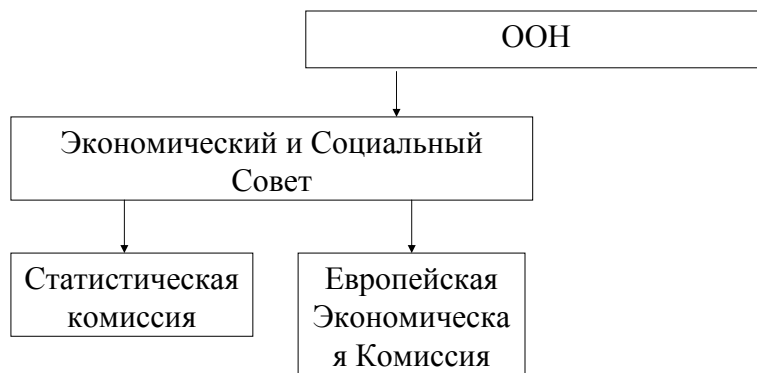 ООН
Экономический и Социальный
Совет
Статистическая
комиссия
Европейская
Экономическа
я Комиссия